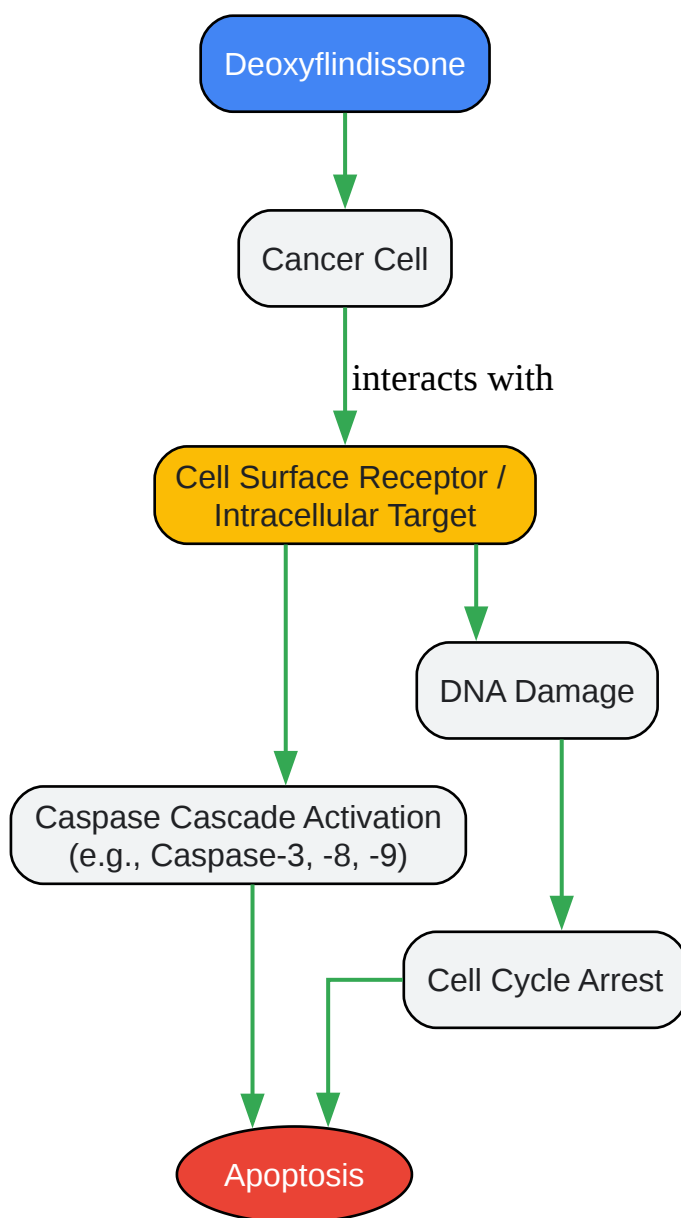 Deoxyflindissone
Cancer Cell
interacts with
Cell Surface Receptor /
Intracellular Target
DNA Damage
Caspase Cascade Activation
(e.g., Caspase-3, -8, -9)
Cell Cycle Arrest
Apoptosis